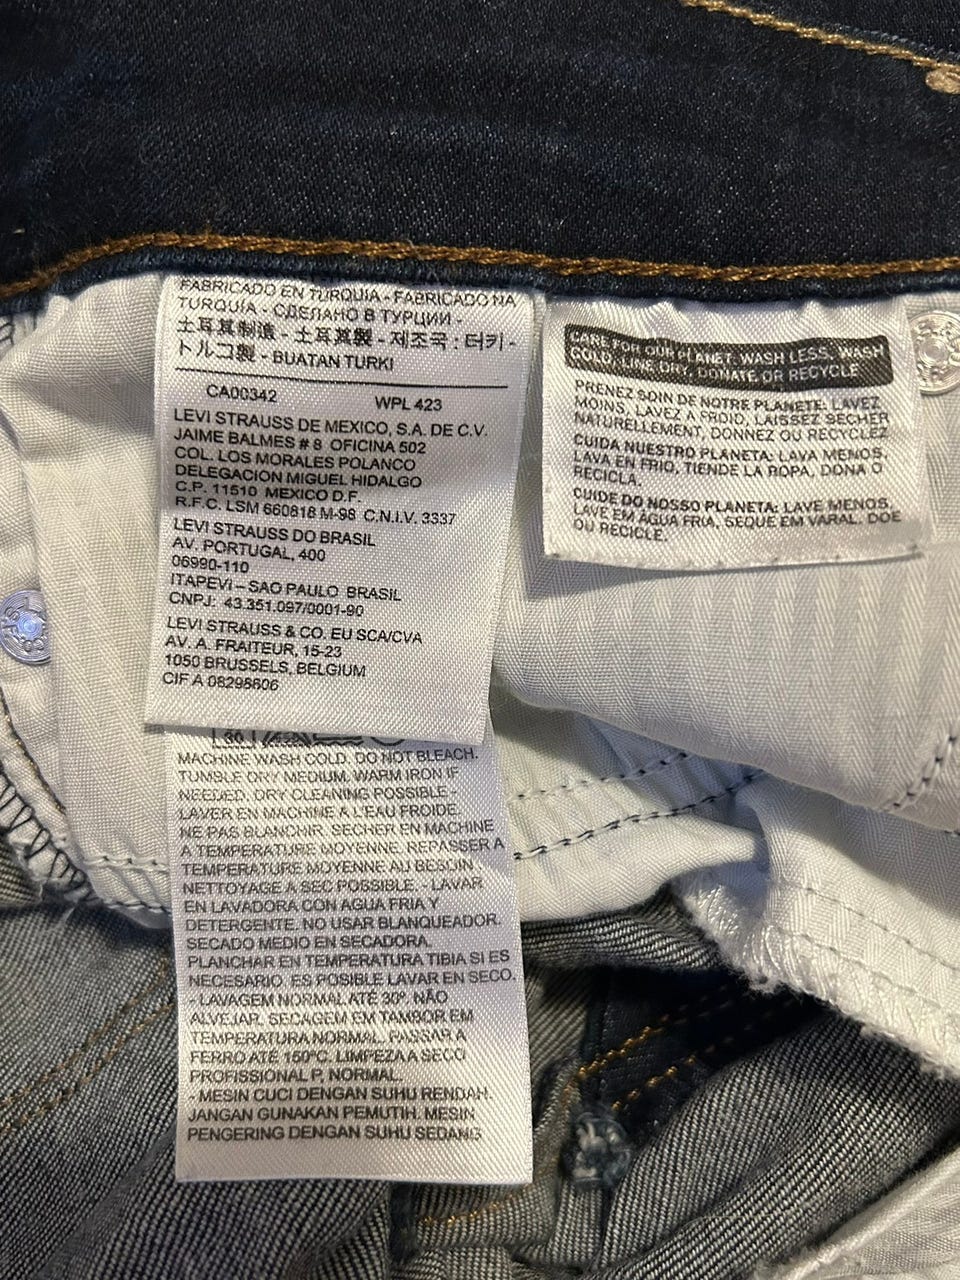 FABRICADO EN TURQUIA - FABRICADO NA
TURQUÍA - СДЕЛАНО В ТУРЦИИ -
土耳其制造 - 土耳其製 - 제조국 : 터키 -
トルコ製 - BUATAN TURKI
CA00342 WPL 423
LEVI STRAUSS DE MEXICO, S.A. DE C.V.
JAIME BALMES # 8 OFICINA 502
COL. LOS MORALES POLANCO
DELEGACION MIGUEL HIDALGO
C.P. 11510 MEXICO D.F.
R.F.C. LSM 660818 M-98 C.N.I.V. 3337
LEVI STRAUSS DO BRASIL
AV. PORTUGAL, 400
06990-110
ITAPEVI – SAO PAULO BRASIL
CNPJ: 43.351.097/0001-90
LEVI STRAUSS & CO. EU SCA/CVA
AV. A. FRAITEUR, 15-23
1050 BRUSSELS, BELGIUM
CIF A 08298606
30
MACHINE WASH COLD. DO NOT BLEACH.
TUMBLE DRY MEDIUM. WARM IRON IF
NEEDED. DRY CLEANING POSSIBLE -
LAVER EN MACHINE A L'EAU FROIDE.
NE PAS BLANCHIR. SECHER EN MACHINE
A TEMPERATURE MOYENNE. REPASSER A
TEMPERATURE MOYENNE AU BESOIN.
NETTOYAGE A SEC POSSIBLE. - LAVAR
EN LAVADORA CON AGUA FRIA Y
DETERGENTE. NO USAR BLANQUEADOR.
SECADO MEDIO EN SECADORA.
PLANCHAR EN TEMPERATURA TIBIA SI ES
NECESARIO. ES POSIBLE LAVAR EN SECO.
- LAVAGEM NORMAL ATÉ 30º. NÃO
ALVEJAR. SECAGEM EM TAMBOR EM
TEMPERATURA NORMAL. PASSAR A
FERRO ATÉ 150ºC. LIMPEZA A SECO
PROFISSIONAL P, NORMAL.
- MESIN CUCI DENGAN SUHU RENDAH.
JANGAN GUNAKAN PEMUTIH. MESIN
PENGERING DENGAN SUHU SEDANG
CARE FOR OUR PLANET: WASH LESS, WASH
COLD, LINE DRY, DONATE OR RECYCLE
PRENEZ SOIN DE NOTRE PLANETE: LAVEZ
MOINS, LAVEZ A FROID, LAISSEZ SECHER
NATURELLEMENT, DONNEZ OU RECYCLEZ
CUIDA NUESTRO PLANETA: LAVA MENOS,
LAVA EN FRIO, TIENDE LA ROPA, DONA O
RECICLA.
CUIDE DO NOSSO PLANETA: LAVE MENOS,
LAVE EM ÁGUA FRIA, SEQUE EM VARAL, DOE
OU RECICLE.